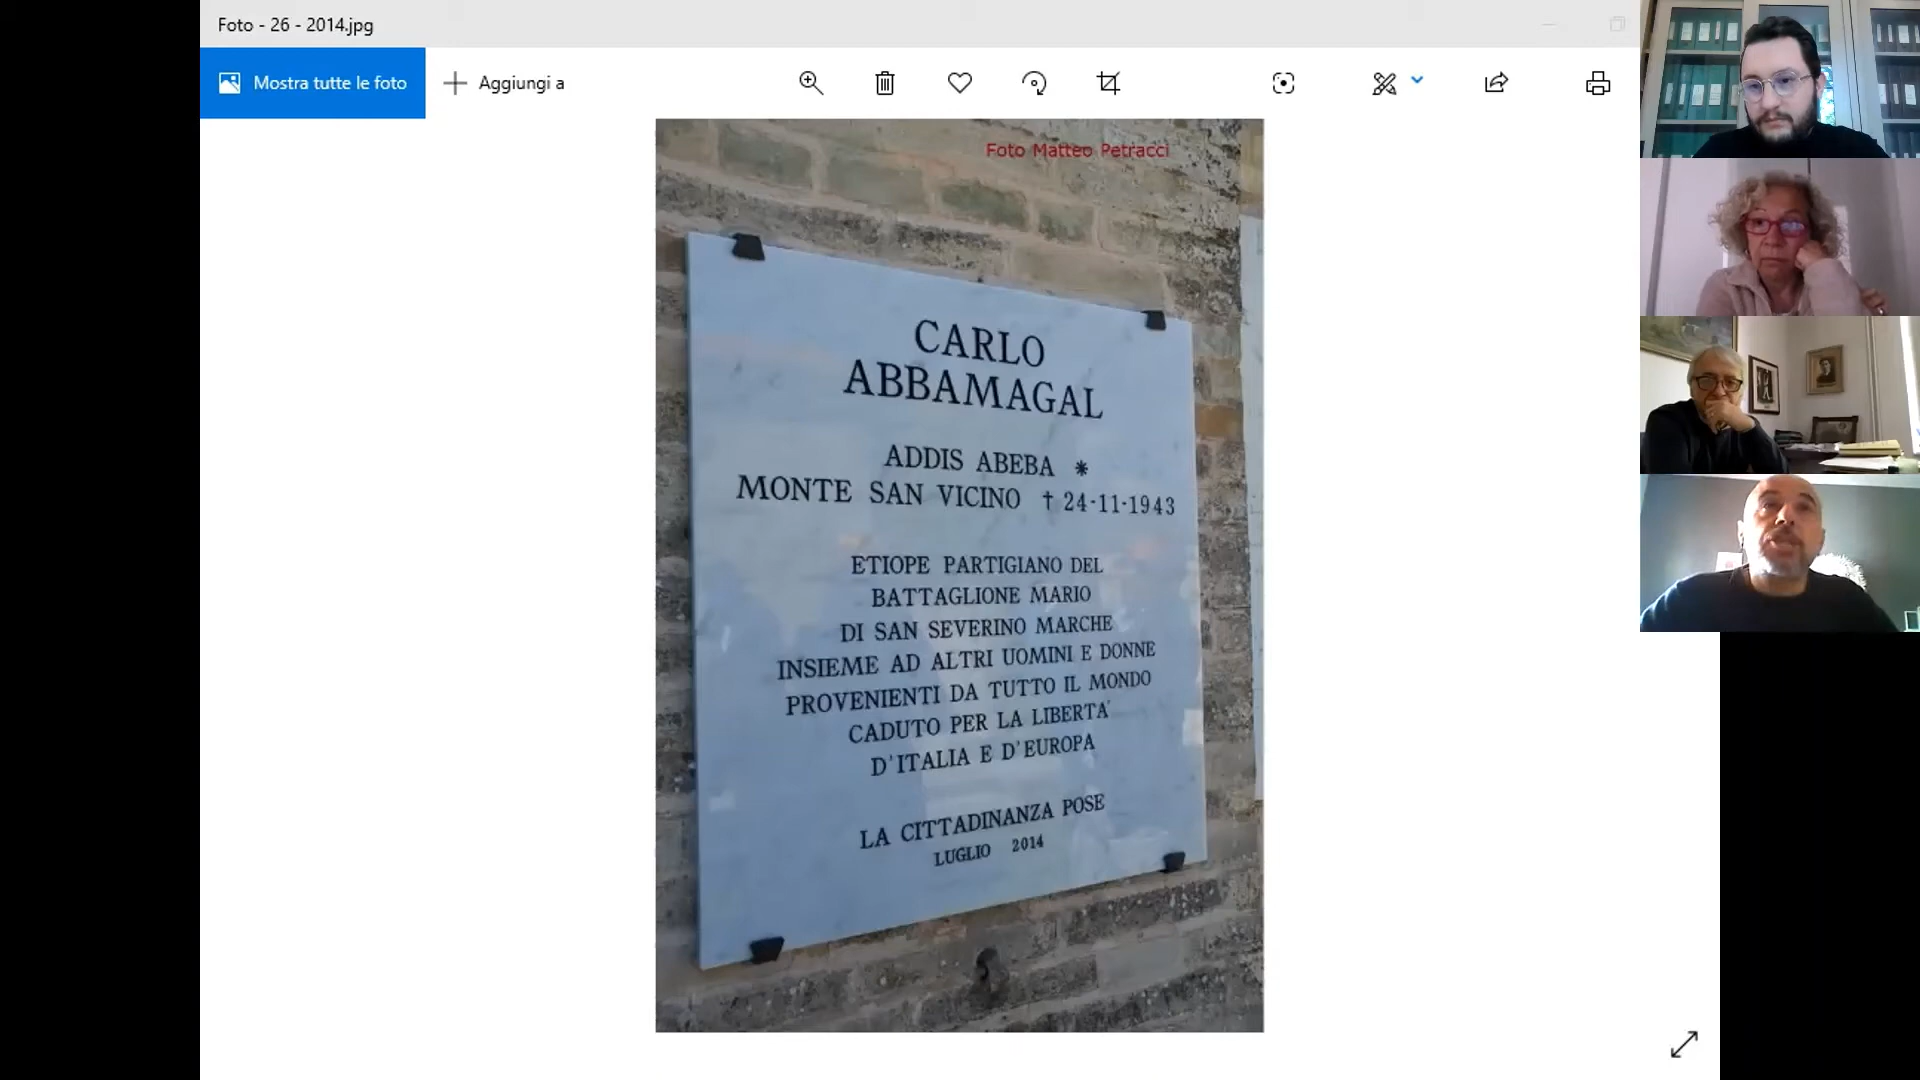 Foto - 26 - 2014.jpg
Mostra tutte le foto
Aggiungi a
Foto Matteo Petracci
CARLO
ABBAMAGAL
ADDIS ABEBA *
MONTE SAN VICINO † 24-11-1943
ETIOPE PARTIGIANO DEL
BATTAGLIONE MARIO
DI SAN SEVERINO MARCHE
INSIEME AD ALTRI UOMINI E DONNE
PROVENIENTI DA TUTTO IL MONDO
CADUTO PER LA LIBERTA'
D'ITALIA E D'EUROPA
LA CITTADINANZA POSE
LUGLIO 2014